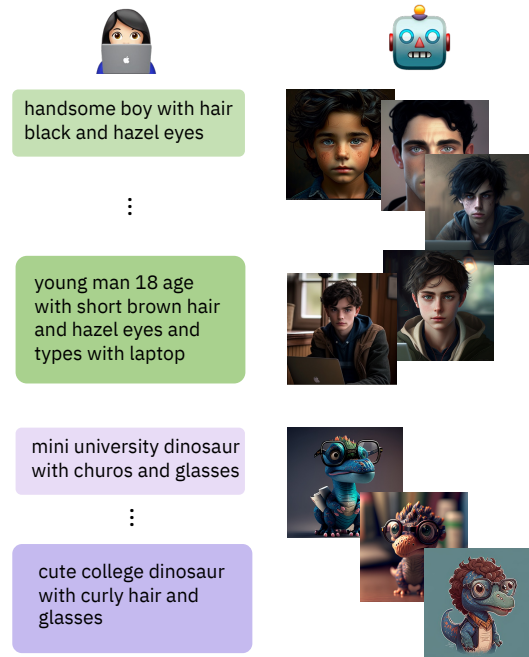 handsome boy with hair
black and hazel eyes
⋮
young man 18 age
with short brown hair
and hazel eyes and
types with laptop
mini university dinosaur
with churos and glasses
⋮
cute college dinosaur
with curly hair and
glasses